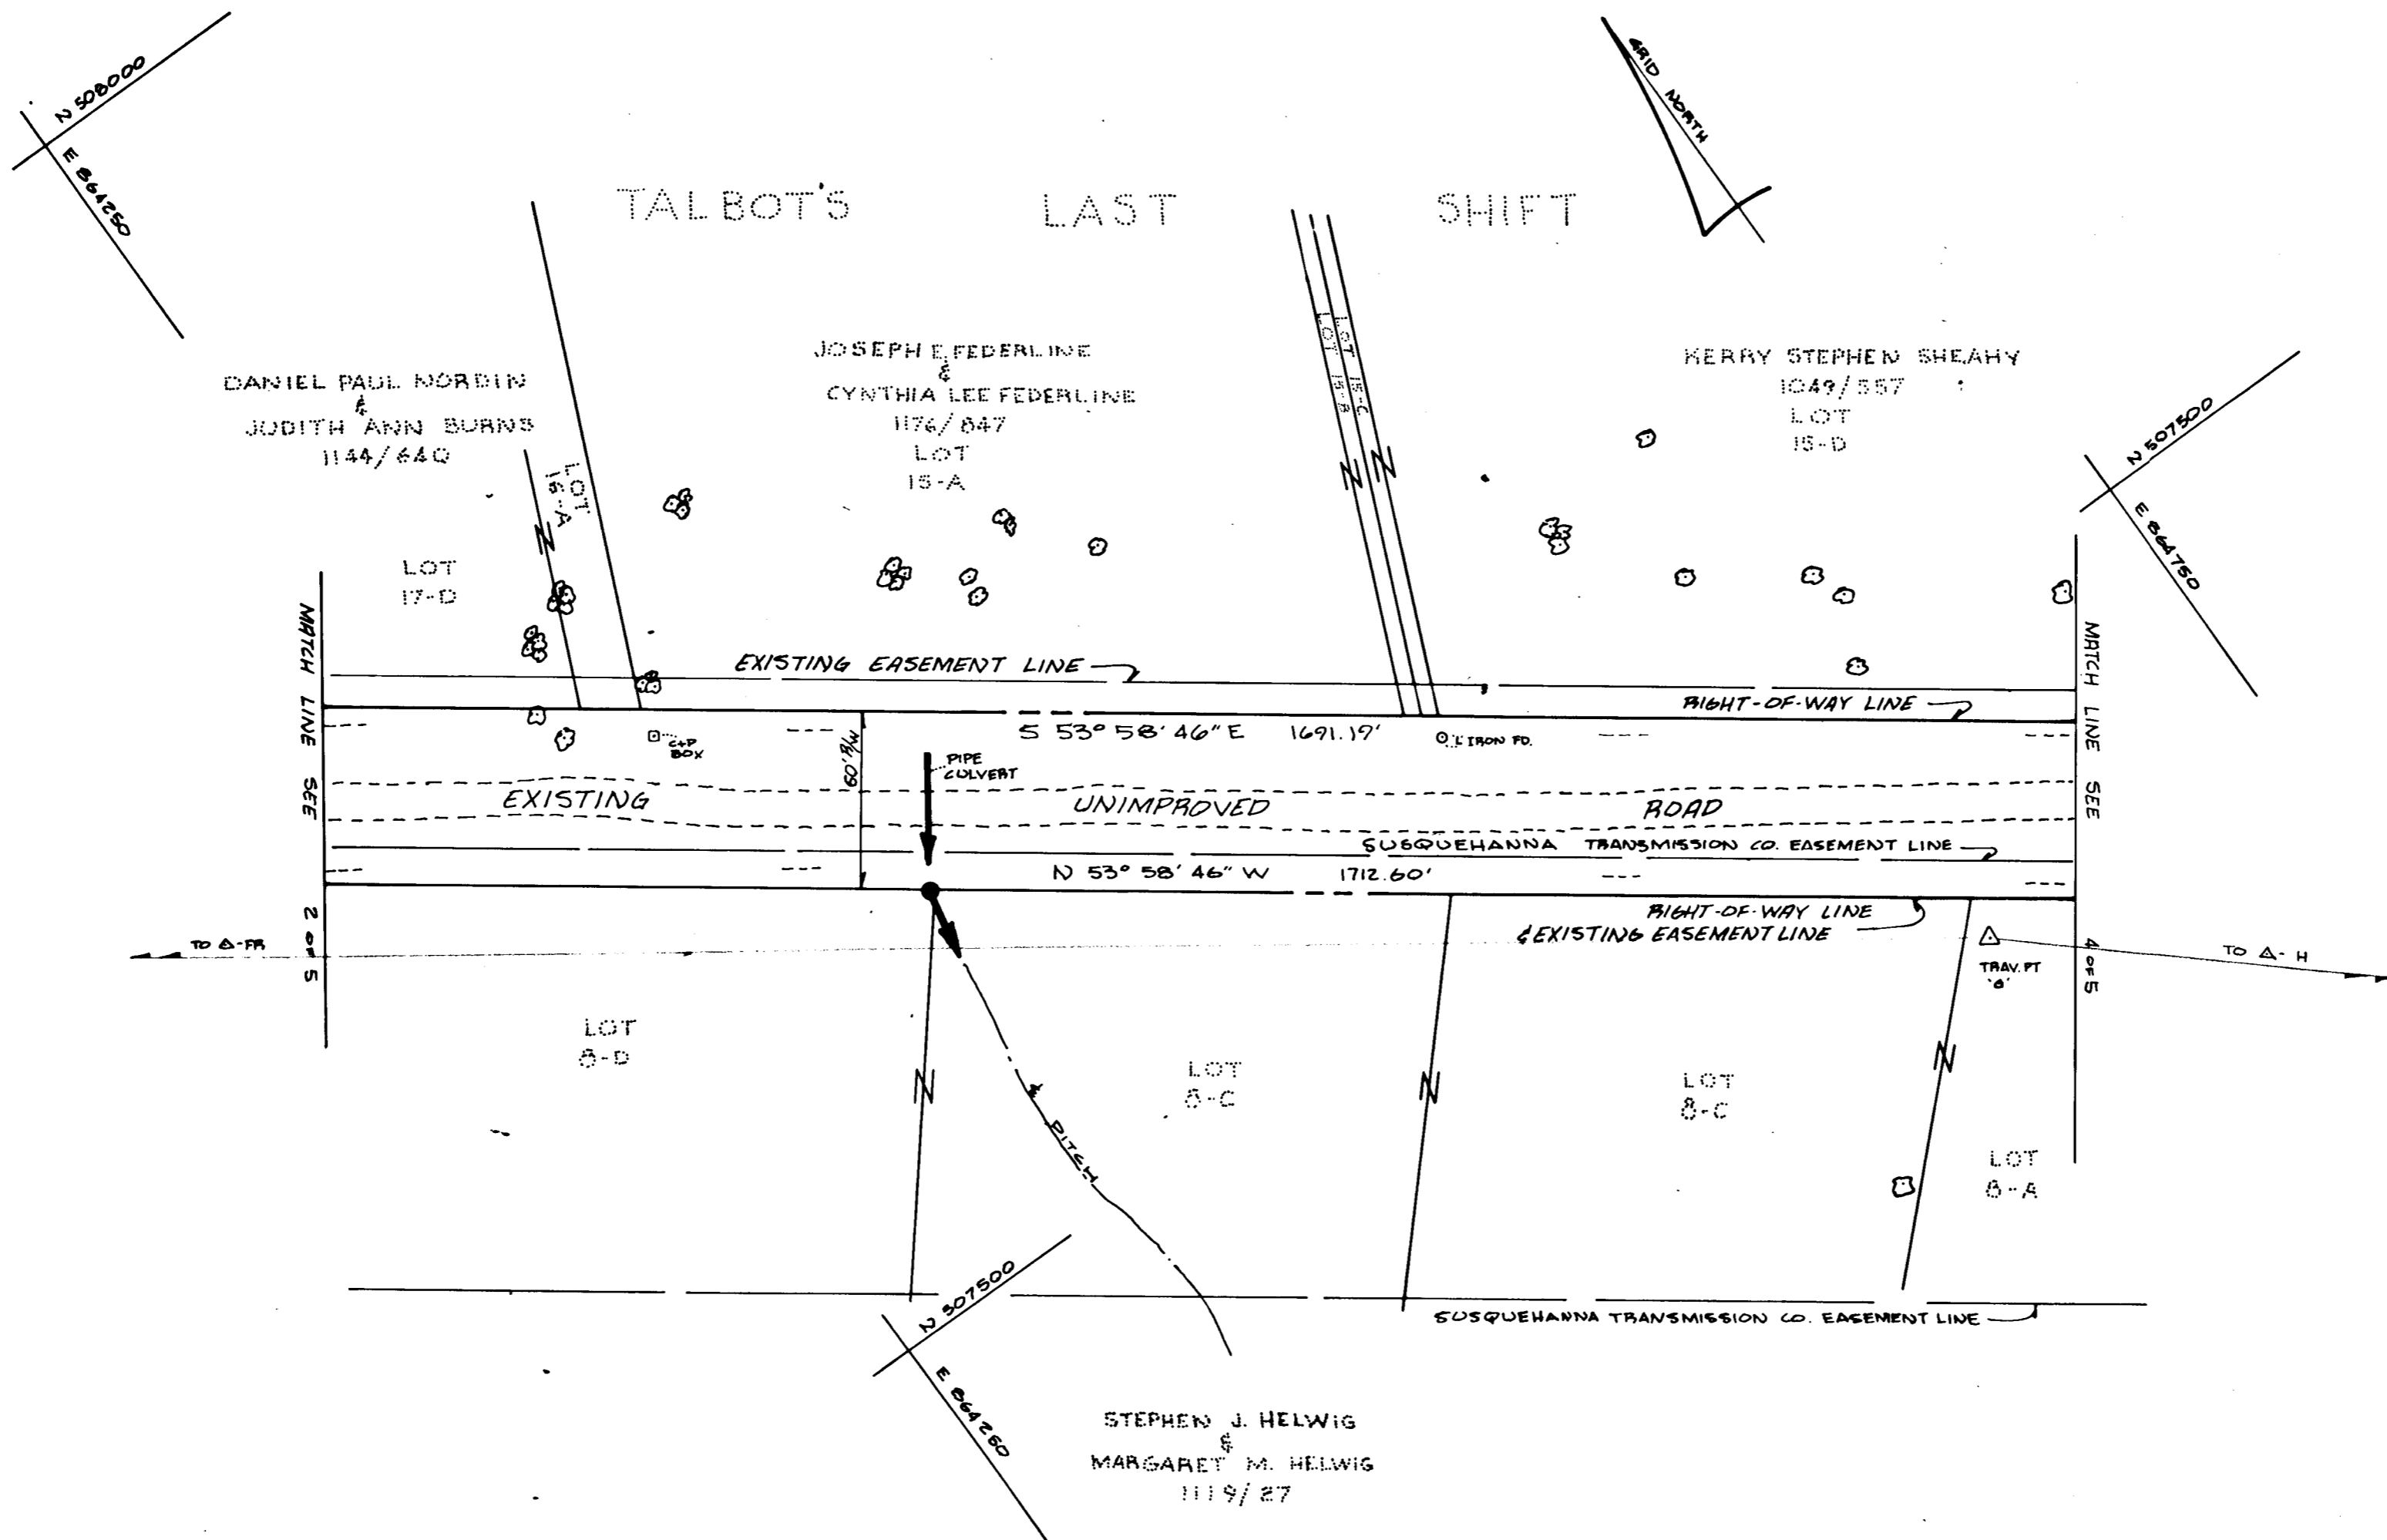 N 508000
E 864250
GRID NORTH
TALBOT'S LAST SHIFT
DANIEL PAUL NORDIN
&
JUDITH ANN BURNS
1144/640
JOSEPH E. FEDERLINE
&
CYNTHIA LEE FEDERLINE
1176/847
LOT
15-A
LOT 15-B
LOT 15-C
KERRY STEPHEN SHEAHY
1049/557
LOT
15-D
N 507500
E 864750
LOT
16-A
LOT
17-D
MATCH LINE SEE 2 OF 5
EXISTING EASEMENT LINE
RIGHT-OF-WAY LINE
S 53° 58' 46" E 1691.19'
C+P
BOX
60' R/W
PIPE
CULVERT
IRON FD.
EXISTING UNIMPROVED ROAD
SUSQUEHANNA TRANSMISSION CO. EASEMENT LINE
N 53° 58' 46" W 1712.60'
RIGHT-OF-WAY LINE
& EXISTING EASEMENT LINE
MATCH LINE SEE 4 OF 5
TO △-FR
TRAV. PT
'G'
TO △-H
LOT
8-D
LOT
8-C
LOT
8-C
LOT
8-A
DITCH
SUSQUEHANNA TRANSMISSION CO. EASEMENT LINE
N 507500
E 864250
STEPHEN J. HELWIG
&
MARGARET M. HELWIG
1119/27